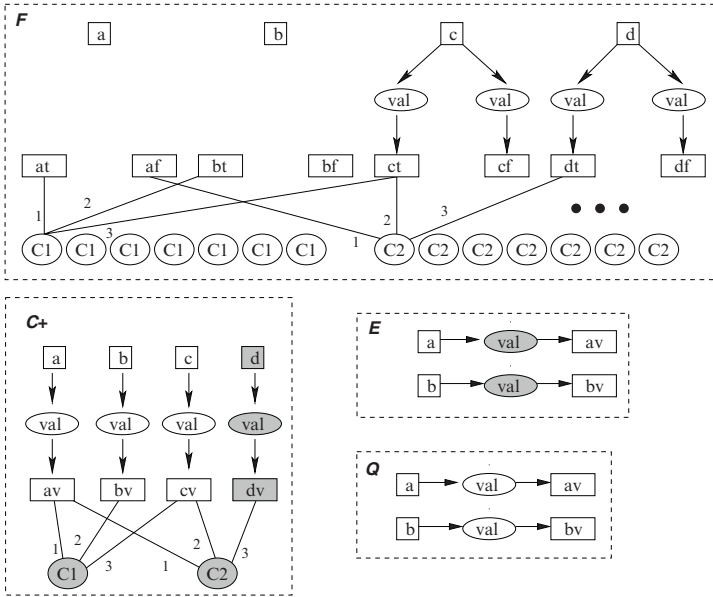 F
a b c d
val val val val
at af bt bf ct cf dt df
1 2 3 1 2 3
C1 C1 C1 C1 C1 C1 C1 C2 C2 C2 C2 C2 C2 C2
C+
a b c d
val val val val
av bv cv dv
1 2 3 1 2 3
C1 C2
E
a val av
b val bv
Q
a val av
b val bv